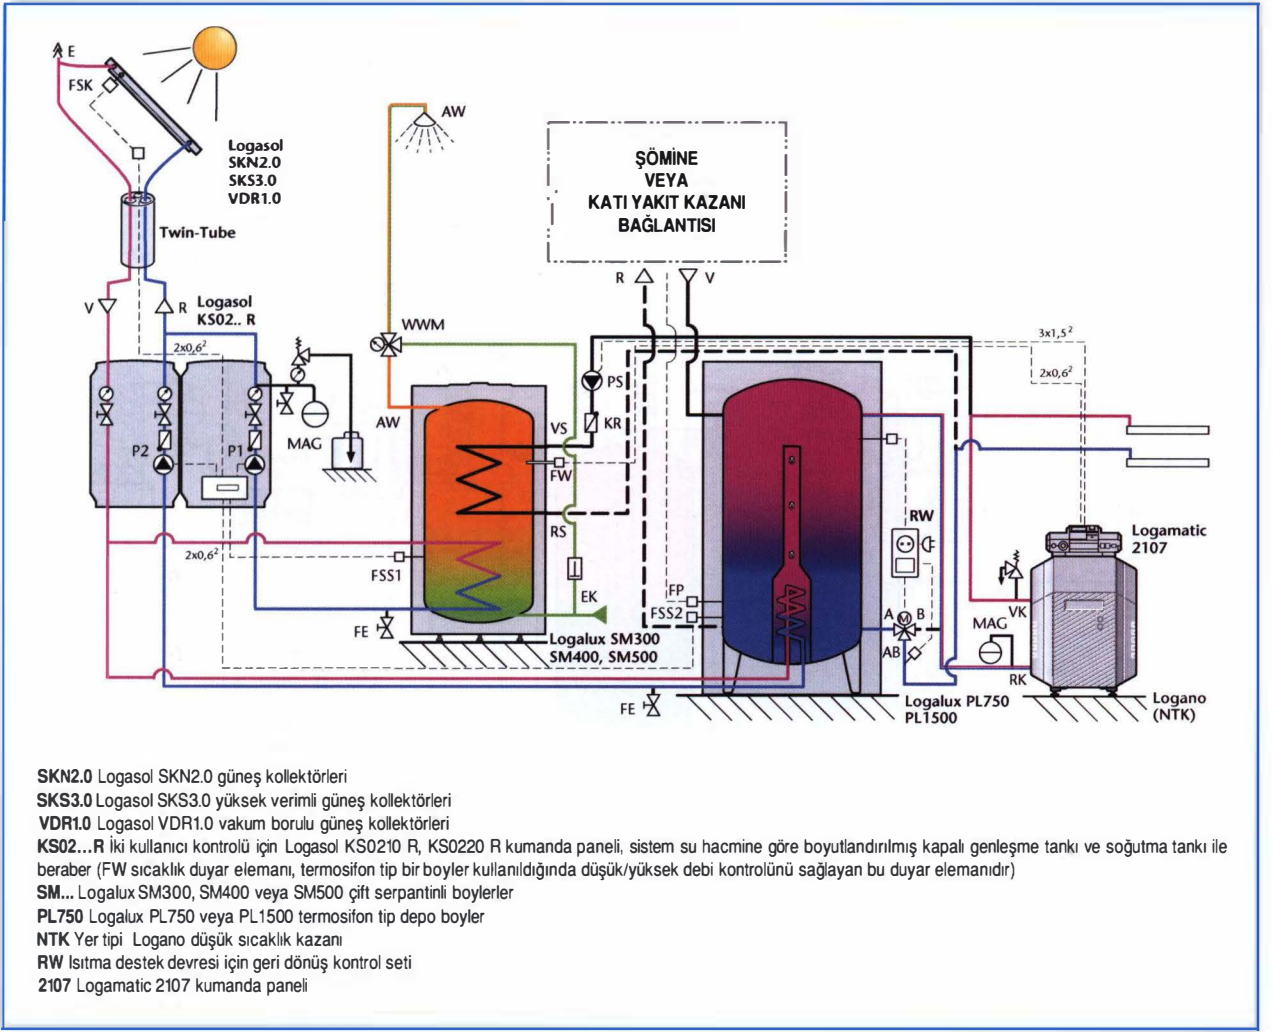 E
FSK
Logasol
SKN2.0
SKS3.0
VDR1.0
Twin-Tube
V
R
Logasol
KS02.. R
2x0,6²
MAG
P2
P1
2x0,6²
FSS1
FE
AW
WWM
AW
VS
FW
RS
EK
PS
KR
Logalux SM300
SM400, SM500
ŞÖMİNE
VEYA
KATI YAKIT KAZANI
BAĞLANTISI
R
V
3x1,5²
2x0,6²
RW
FP
FSS2
A
M
B
AB
FE
Logalux PL750
PL1500
Logamatic
2107
VK
MAG
RK
Logano
(NTK)
SKN2.0 Logasol SKN2.0 güneş kollektörleri
SKS3.0 Logasol SKS3.0 yüksek verimli güneş kollektörleri
VDR1.0 Logasol VDR1.0 vakum borulu güneş kollektörleri
KS02...R İki kullanıcı kontrolü için Logasol KS0210 R, KS0220 R kumanda paneli, sistem su hacmine göre boyutlandırılmış kapalı genleşme tankı ve soğutma tankı ile
beraber (FW sıcaklık duyar elemanı, termosifon tip bir boyler kullanıldığında düşük/yüksek debi kontrolünü sağlayan bu duyar elemanıdır)
SM... Logalux SM300, SM400 veya SM500 çift serpantinli boylerler
PL750 Logalux PL750 veya PL1500 termosifon tip depo boyler
NTK Yer tipi Logano düşük sıcaklık kazanı
RW Isıtma destek devresi için geri dönüş kontrol seti
2107 Logamatic 2107 kumanda paneli